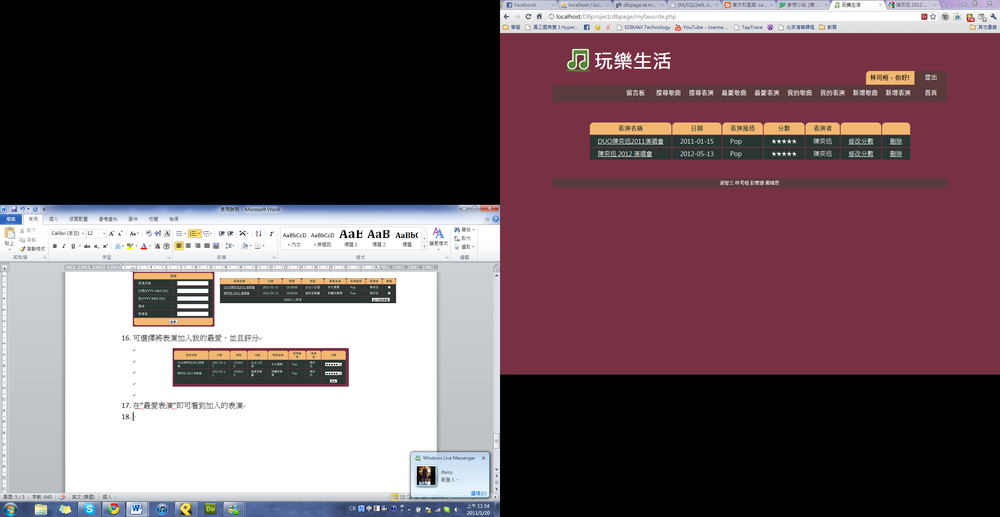 Facebook
localhost / loc...
git dbpage at m...
[MySQL]left, ri...
東方和風語: ca...
夢想小站: [専...
玩樂生活
陳奕迅 2012 ...
localhost/DBproject/dbpage/myfavorite.php
學習
真三國無雙 3 Hyper...
EDIMAX Technology
YouTube - Joanna ...
TapTrace
北京清華課程
軟開
其他書籤
玩樂生活
林司桓，你好!
登出
留言板 搜尋歌曲 搜尋表演 最愛歌曲 最愛表演 我的歌曲 我的表演 新增歌曲 新增表演 首頁
表演名稱 日期 表演風格 分數 表演者
DUO陳奕迅2011演唱會 2011-01-15 Pop ★★★★★ 陳奕迅 修改分數 刪除
陳奕迅 2012 演唱會 2012-05-13 Pop ★★★★★ 陳奕迅 修改分數 刪除
資管三 林司桓 彭懷德 戴瑋辰
使用說明 - Microsoft Word
檔案 常用 插入 版面配置 參考資料 郵件 校閱 檢視
貼上
剪下
複製
複製格式
剪貼簿
Calibri (本文) 12
字型
段落
AaBbCcD AaBbCcD AaB AaB AaBbC
內文 無間距 標題 1 標題 2 標題
變更樣式
樣式
尋找
取代
選取
編輯
搜尋
表演名稱
日期(YYYY-MM-DD)
至(YYYY-MM-DD)
風格
表演者
搜尋
表演名稱 日期 時間 地點 售票系統 表演風格 表演者 選取
DUO陳奕迅2011演唱會 2011-01-15 19:30:00 台北小巨蛋 年代售票 Pop 陳奕迅
陳奕迅 2012 演唱會 2012-05-13 19:00:00 國家音樂廳 兩廳院售票 Pop 陳奕迅
找到以上表演 加入我的最愛
16. 可選擇將表演加入我的最愛，並且評分
表演名稱 日期 時間 地點 售票系統 表演風格 表演者 分數
DUO陳奕迅2011演唱會 2011-01-15 19:30:00 台北小巨蛋 年代售票 Pop 陳奕迅 ★★★★★
陳奕迅 2012 演唱會 2012-05-13 19:00:00 國家音樂廳 兩廳院售票 Pop 陳奕迅 ★★★★★
送出
17. 在”最愛表演”即可看到加入的表演
18.
Windows Live Messenger
daisy
剛登入。
選項(O)
頁面: 5 / 5 字數: 640 英文 (美國) 插入 120%
CH 中
上午 11:54
2011/1/20